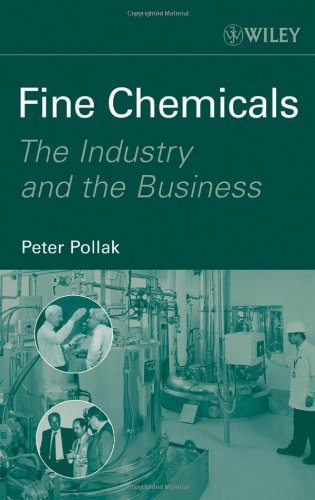 WILEY
Fine Chemicals
The Industry
and the Business
Peter Pollak